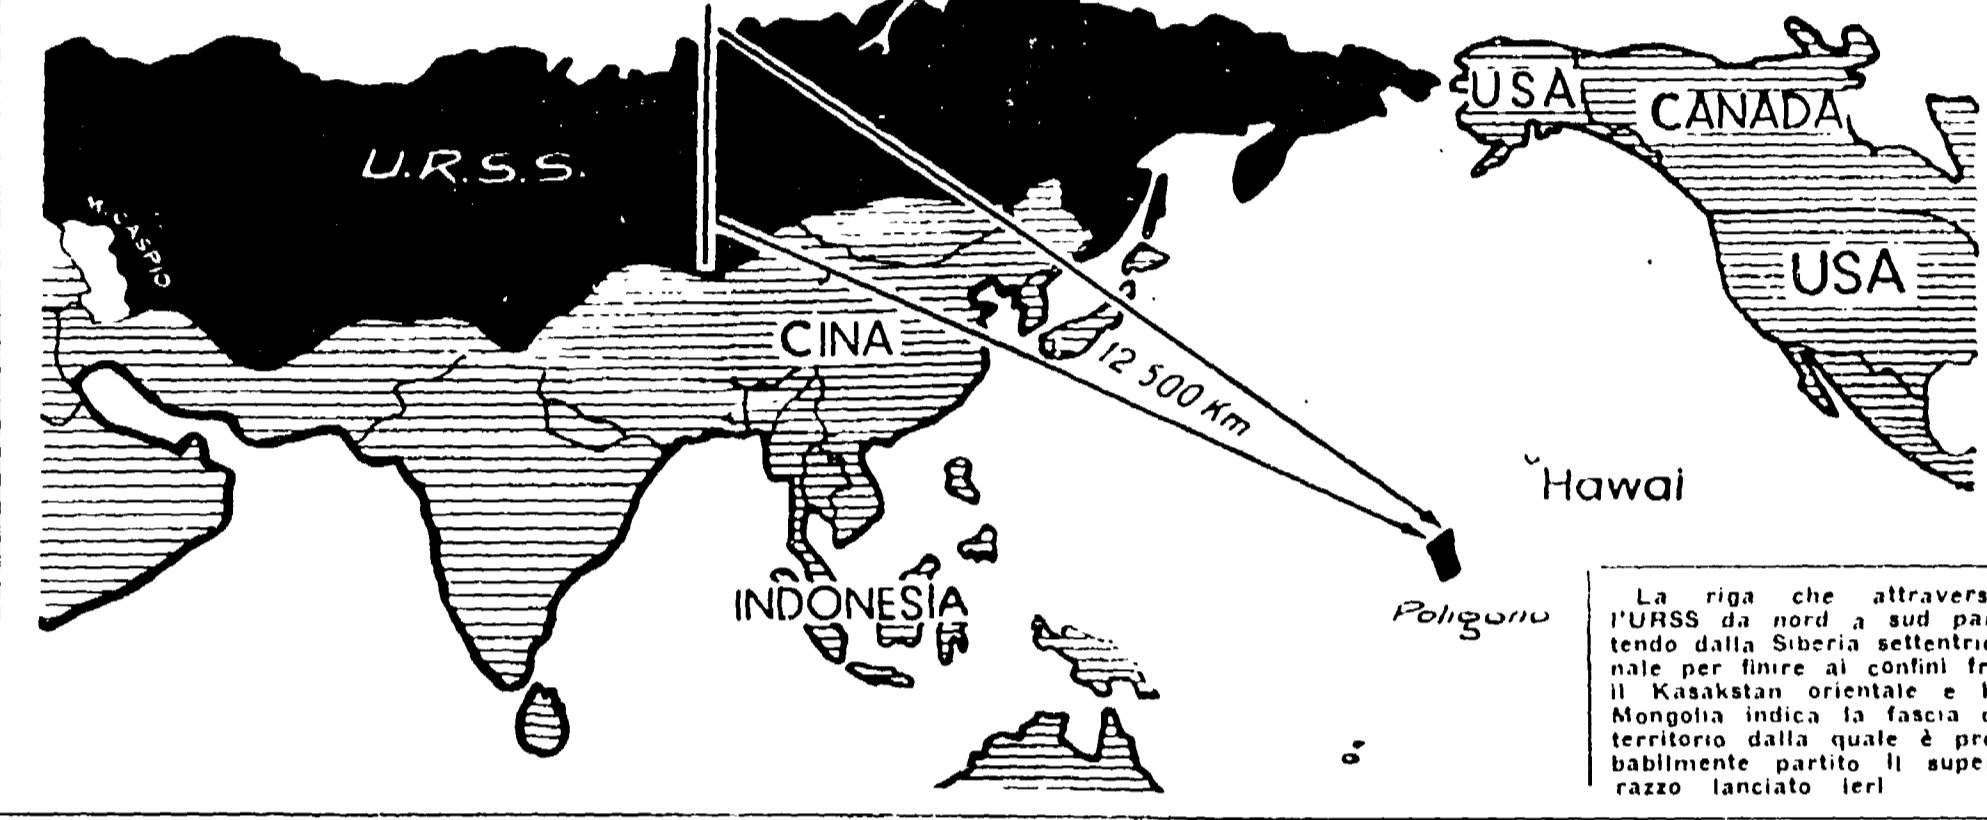 U.R.S.S.
M. CASPIO
CINA
12 500 Km
INDONESIA
USA
CANADA
USA
Hawai
Poligono
La riga che attravers
l'URSS da nord a sud pa
tendo dalla Siberia settentri
nale per finire ai confini fr
il Kasakstan orientale e l
Mongolia indica la fascia d
territorio dalla quale è pr
babilmente partito il supe
razzo lanciato ieri